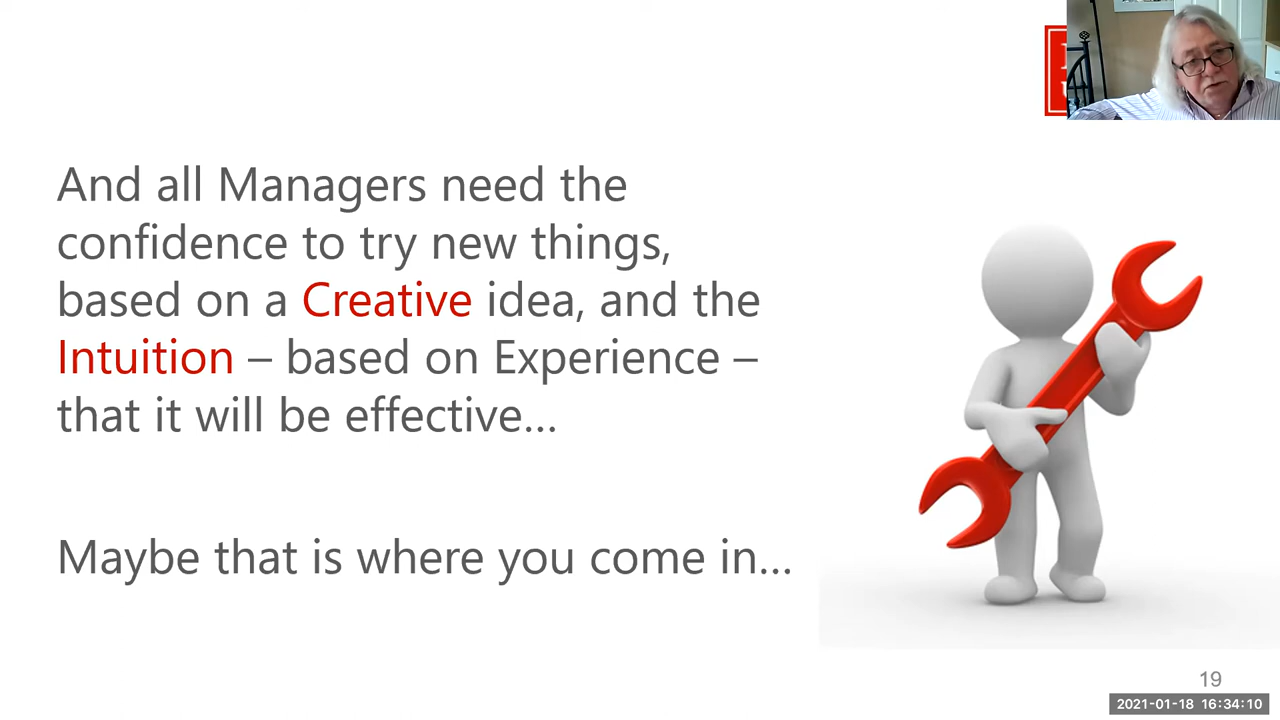 And all Managers need the
confidence to try new things,
based on a Creative idea, and the
Intuition – based on Experience –
that it will be effective...
Maybe that is where you come in...
19
2021-01-18 16:34:10